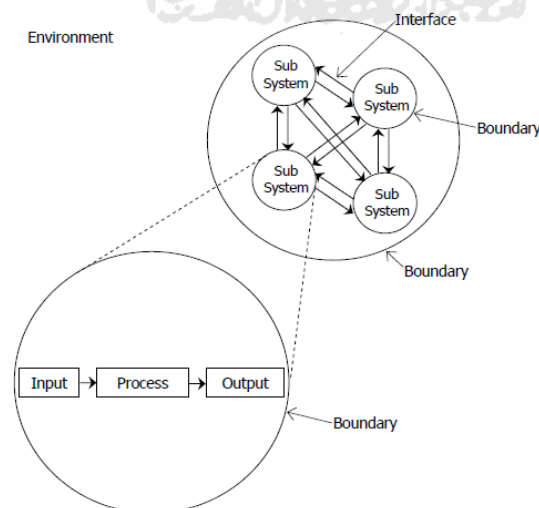 Interface
Environment
Sub
System
Sub
System
Boundary
Sub
System
Sub
System
Boundary
Input
Process
Output
Boundary